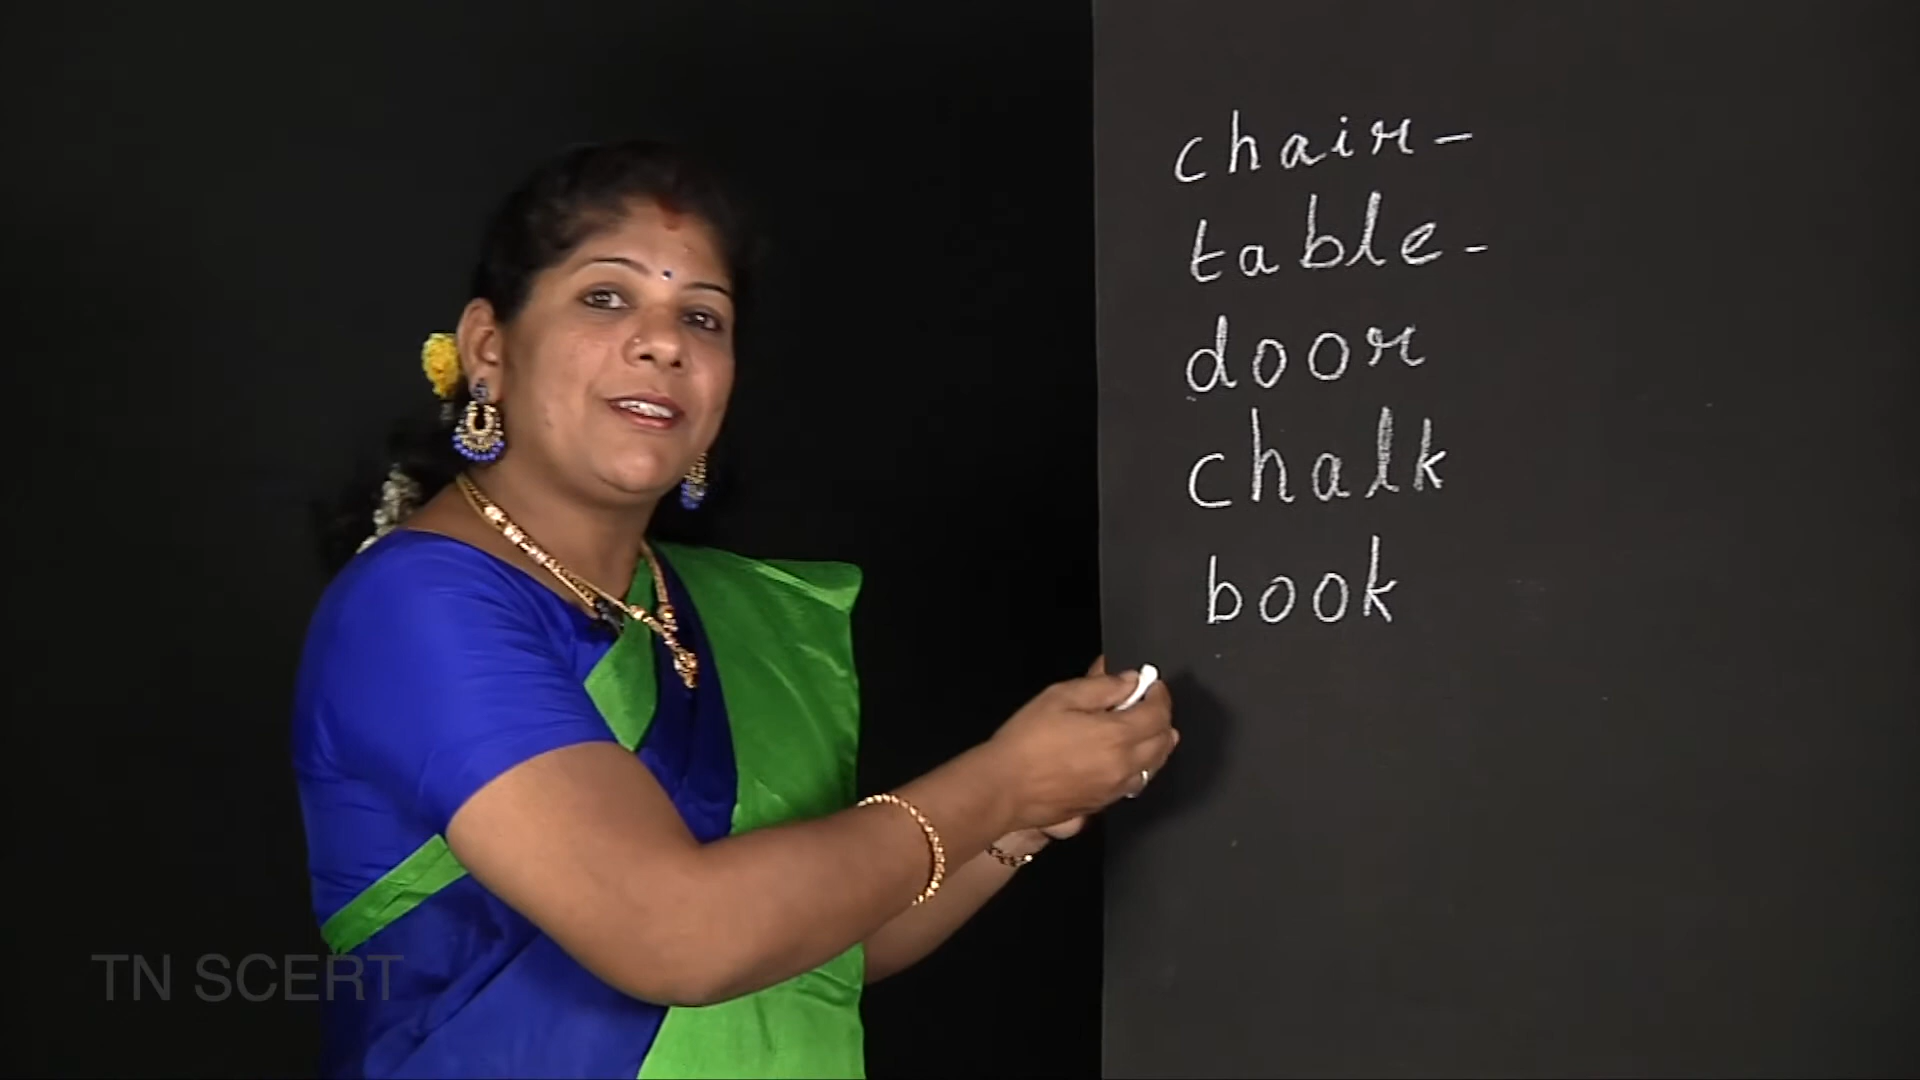 chair -
table -
door
chalk
book
TN SCERT